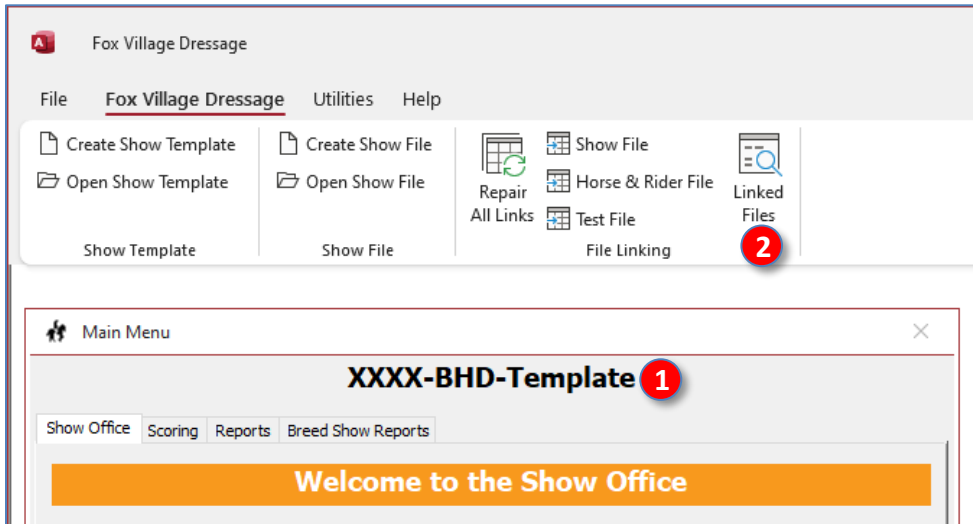 Fox Village Dressage
File Fox Village Dressage Utilities Help
Create Show Template
Open Show Template
Show Template
Create Show File
Open Show File
Show File
Repair
All Links
Show File
Horse & Rider File
Test File
Linked
Files
File Linking
2
Main Menu
XXXX-BHD-Template 1
Show Office Scoring Reports Breed Show Reports
Welcome to the Show Office